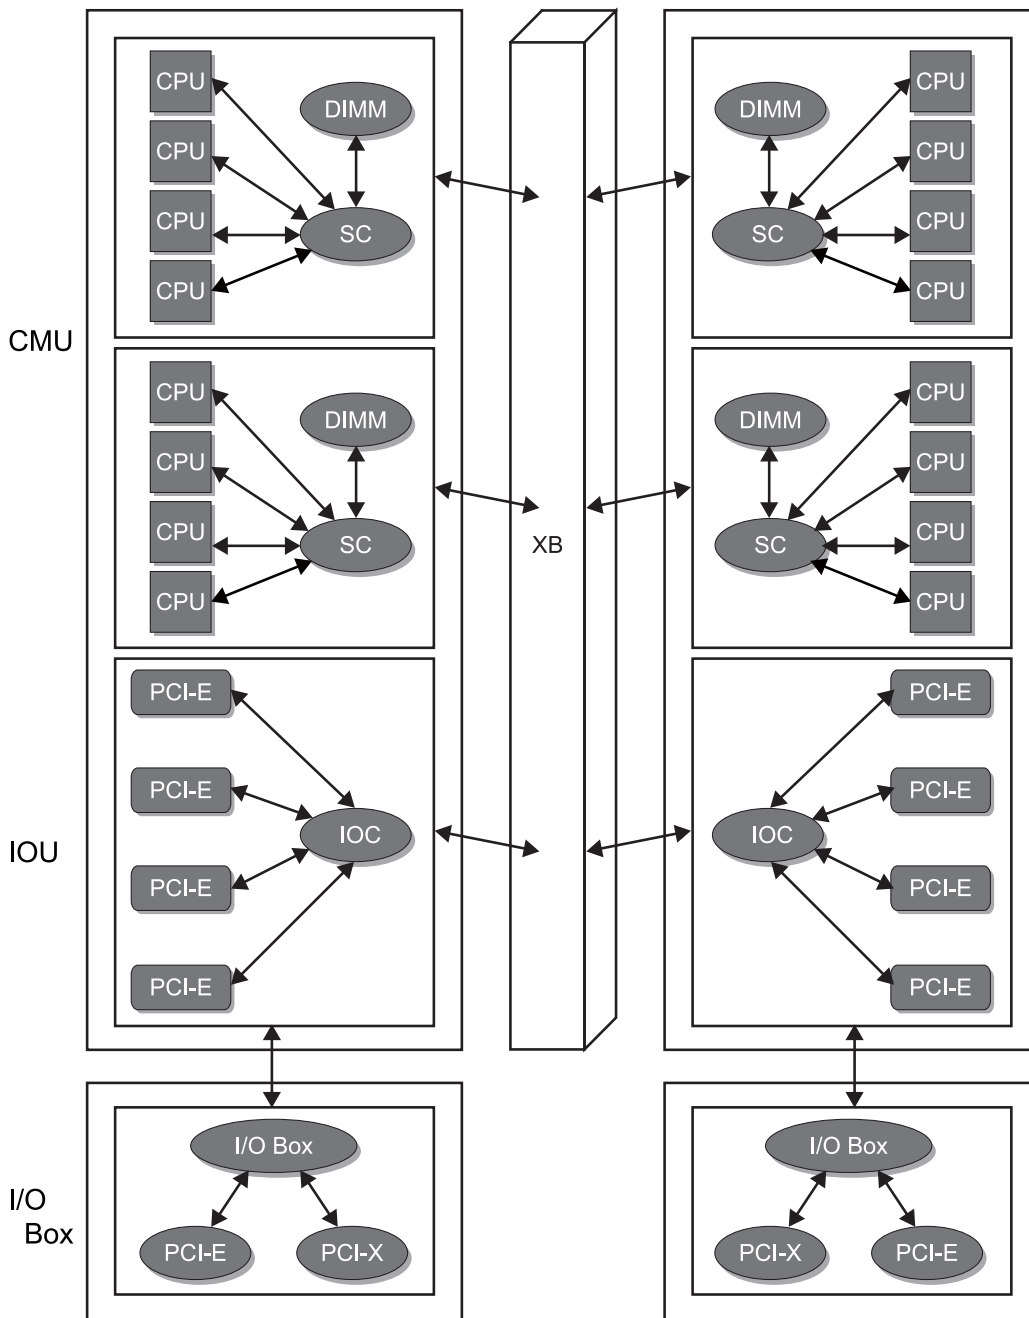 CPU
DIMM
DIMM
CPU
CPU
CPU
CPU
SC
SC
CPU
CPU
CPU
CMU
CPU
DIMM
DIMM
CPU
CPU
CPU
CPU
SC
SC
CPU
XB
CPU
CPU
PCI-E
PCI-E
PCI-E
PCI-E
IOU
IOC
IOC
PCI-E
PCI-E
PCI-E
PCI-E
I/O Box
I/O Box
I/O
Box
PCI-E
PCI-X
PCI-X
PCI-E